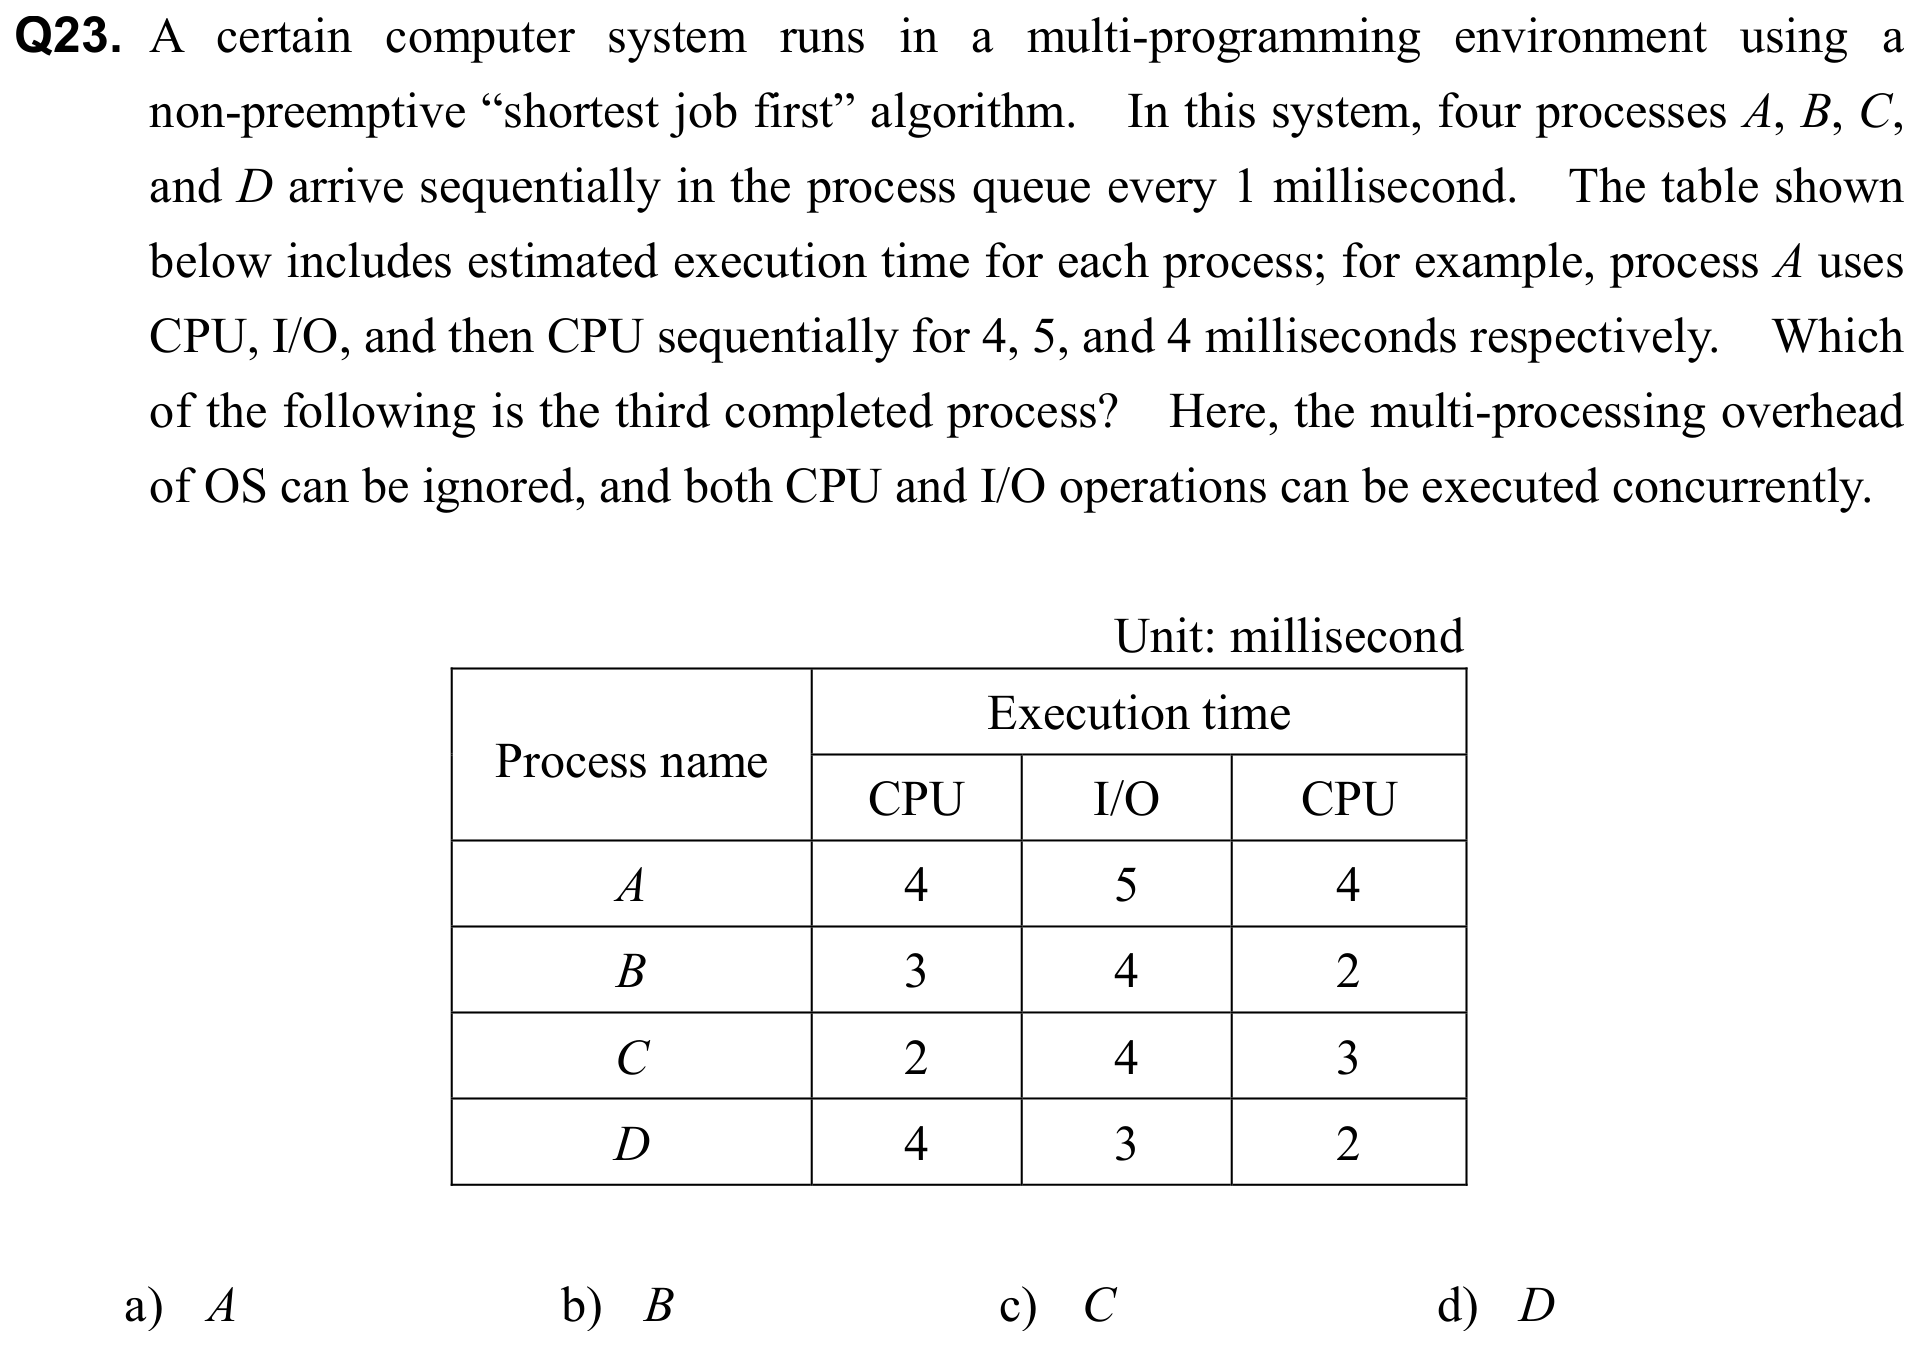 Q23. A certain computer system runs in a multi-programming environment using a
non-preemptive “shortest job first” algorithm. In this system, four processes A, B, C,
and D arrive sequentially in the process queue every 1 millisecond. The table shown
below includes estimated execution time for each process; for example, process A uses
CPU, I/O, and then CPU sequentially for 4, 5, and 4 milliseconds respectively. Which
of the following is the third completed process? Here, the multi-processing overhead
of OS can be ignored, and both CPU and I/O operations can be executed concurrently.
Unit: millisecond
Process name Execution time
CPU I/O CPU
A 4 5 4
B 3 4 2
C 2 4 3
D 4 3 2
a) A b) B c) C d) D